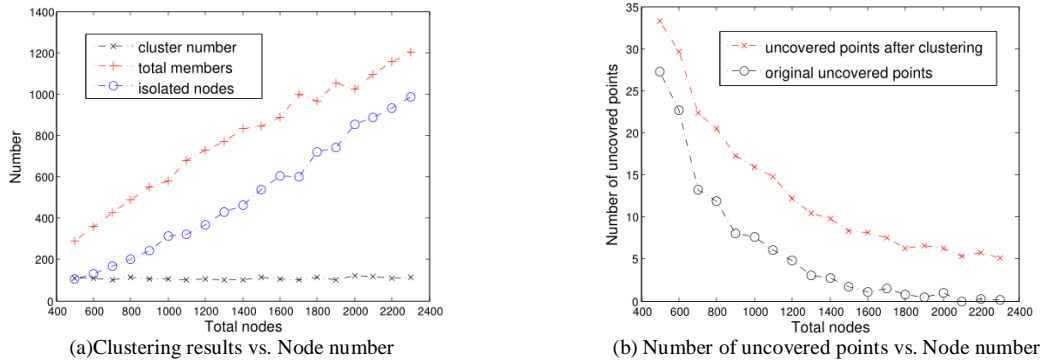 1400
1200
1000
800
600
400
200
0
Number
cluster number
total members
isolated nodes
400 600 800 1000 1200 1400 1600 1800 2000 2200 2400
Total nodes
(a)Clustering results vs. Node number
35
30
25
20
15
10
5
0
Number of uncovred points
uncovered points after clustering
original uncovered points
400 600 800 1000 1200 1400 1600 1800 2000 2200 2400
Total nodes
(b) Number of uncovered points vs. Node number